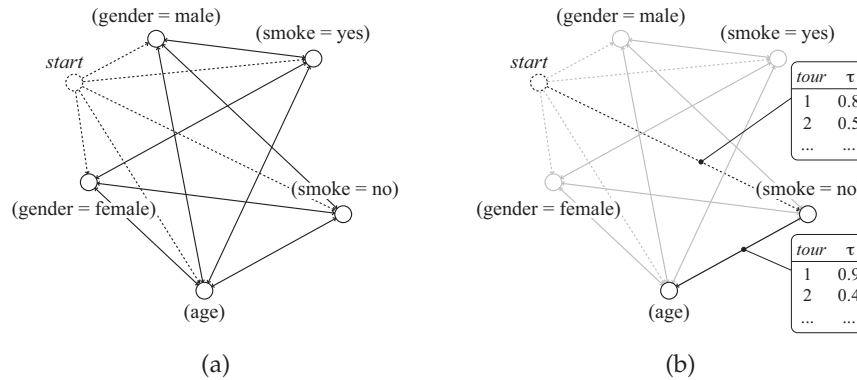 (gender = male)
(smoke = yes)
start
(smoke = no)
(gender = female)
(age)
(a)
(gender = male)
(smoke = yes)
start
tour τ
1 0.8
2 0.5
... ...
(smoke = no)
(gender = female)
tour τ
1 0.9
2 0.4
... ...
(age)
(b)